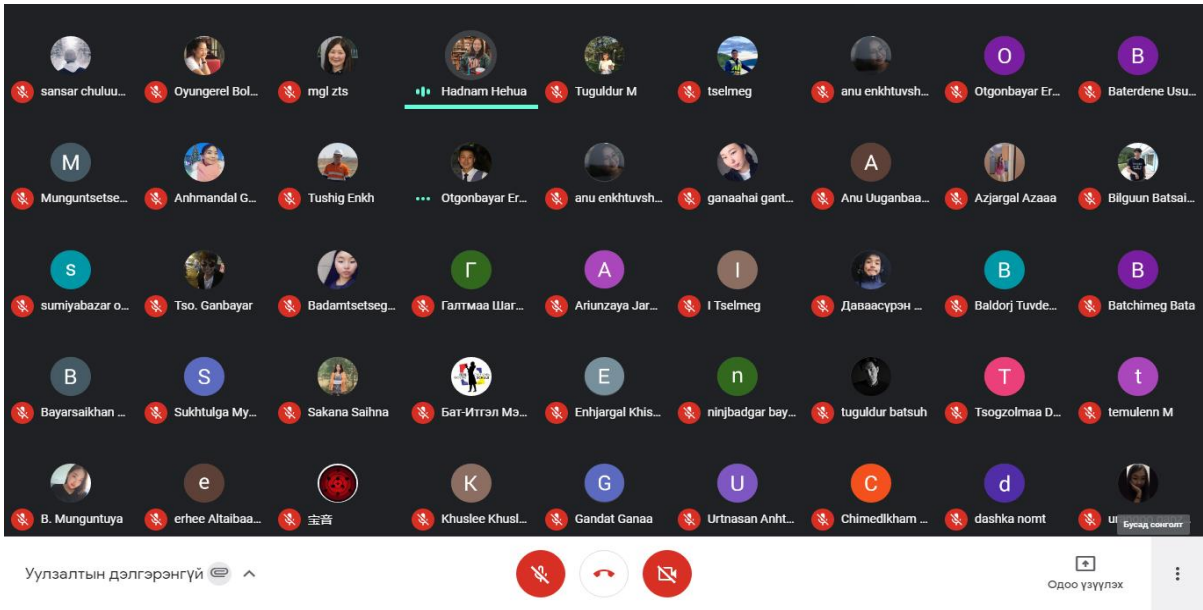 sansar chuluu... Oyungerel Bol... mgl zts Hadnam Hehua Tuguldur M tselmeg anu enkhtuvsh... O Otgonbayar Er... B Baterdene Usu...
M Munguntsetse... Anhmandal G... Tushig Enkh Otgonbayar Er... anu enkhtuvsh... ganaahai gant... A Anu Uuganbaa... Azjargal Azaaa Bilguun Batsai...
s sumiyabazar o... Tso. Ganbayar Badamtsetseg... Г Галтмаа Шаг... A Ariunzaya Jar... I I Tselmeg Даваасүрэн ... B Baldorj Tuvde... B Batchimeg Bata
B Bayarsaikhan ... S Sukhtulga My... Sakana Saihna Бат-Итгэл Мэ... E Enhjargal Khis... n ninjbadgar bay... tuguldur batsuh T Tsogzolmaa D... t temulenn M
B. Munguntuya e erhee Altaibaa... 宝音 K Khuslee Khusl... G Gandat Ganaa U Urtnasan Anht... C Chimedlkham ... d dashka nomt
Бусад сонголт
Уулзалтын дэлгэрэнгүй
Одоо үзүүлэх